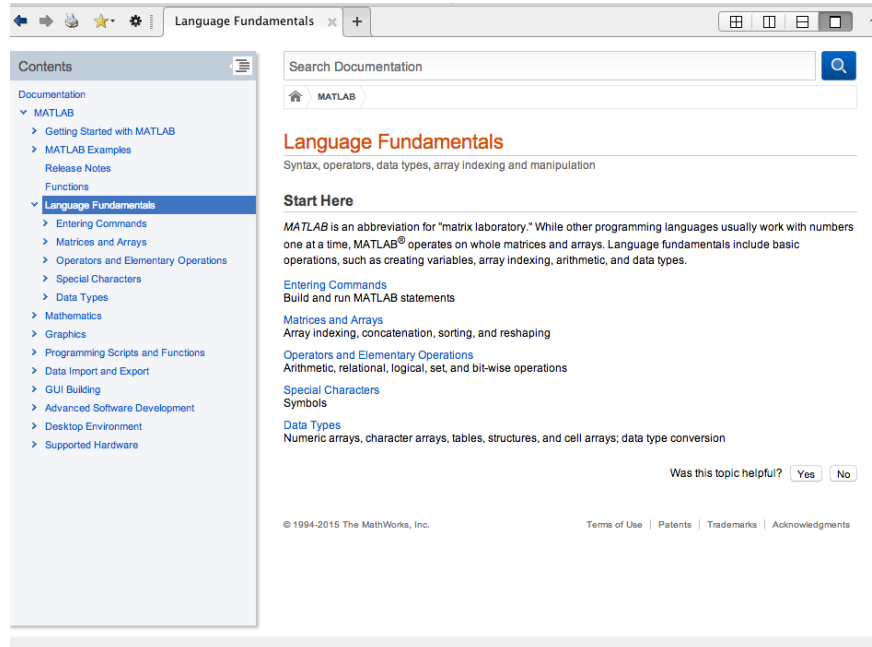 Language Fundamentals
Contents
Documentation
MATLAB
Getting Started with MATLAB
MATLAB Examples
Release Notes
Functions
Language Fundamentals
Entering Commands
Matrices and Arrays
Operators and Elementary Operations
Special Characters
Data Types
Mathematics
Graphics
Programming Scripts and Functions
Data Import and Export
GUI Building
Advanced Software Development
Desktop Environment
Supported Hardware
Search Documentation
MATLAB
Language Fundamentals
Syntax, operators, data types, array indexing and manipulation
Start Here
MATLAB is an abbreviation for "matrix laboratory." While other programming languages usually work with numbers
one at a time, MATLAB® operates on whole matrices and arrays. Language fundamentals include basic
operations, such as creating variables, array indexing, arithmetic, and data types.
Entering Commands
Build and run MATLAB statements
Matrices and Arrays
Array indexing, concatenation, sorting, and reshaping
Operators and Elementary Operations
Arithmetic, relational, logical, set, and bit-wise operations
Special Characters
Symbols
Data Types
Numeric arrays, character arrays, tables, structures, and cell arrays; data type conversion
Was this topic helpful? Yes No
© 1994-2015 The MathWorks, Inc. Terms of Use | Patents | Trademarks | Acknowledgments